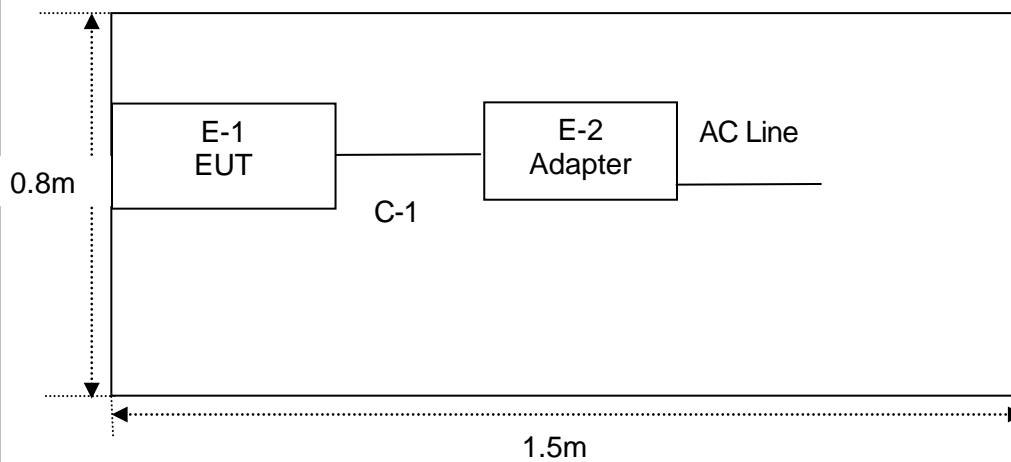 E-1
EUT
E-2
Adapter
AC Line
0.8m
C-1
1.5m